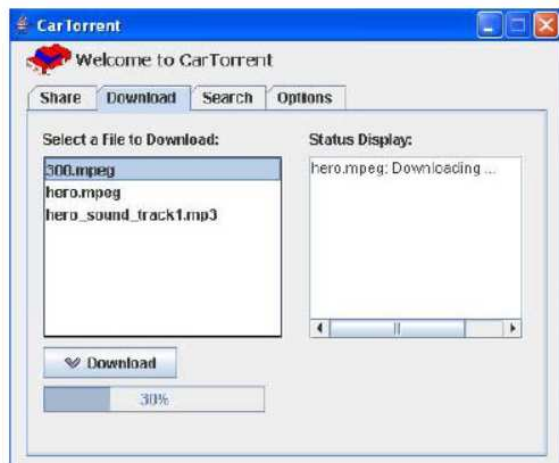 CarTorrent
Welcome to CarTorrent
Share Download Search Options
Select a File to Download:
Status Display:
300.mpeg
hero.mpeg
hero_sound_track1.mp3
hero.mpeg: Downloading ...
Download
30%